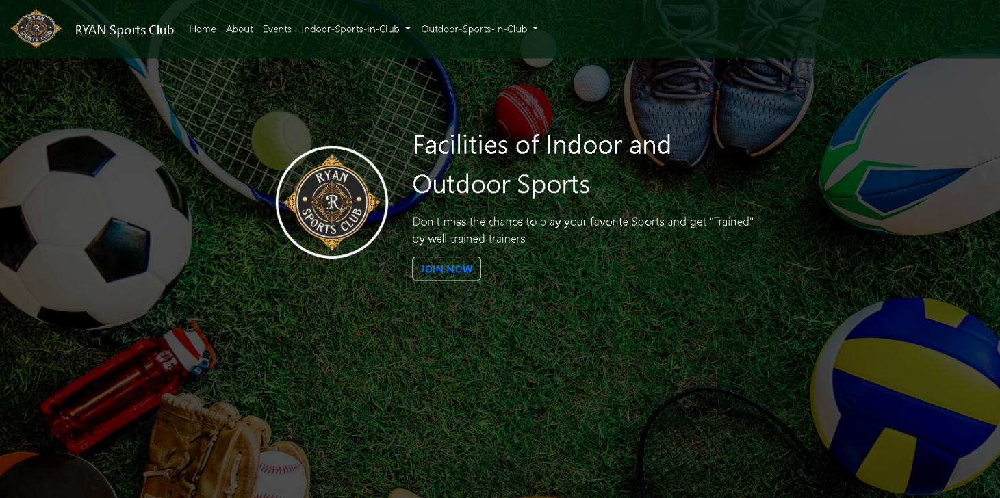 RYAN
SPORTS CLUB
R
RYAN Sports Club
Home
About
Events
Indoor-Sports-in-Club
Outdoor-Sports-in-Club
Facilities of Indoor and
Outdoor Sports
RYAN
R
SPORTS CLUB
Don't miss the chance to play your favorite Sports and get "Trained"
by well trained trainers
JOIN NOW